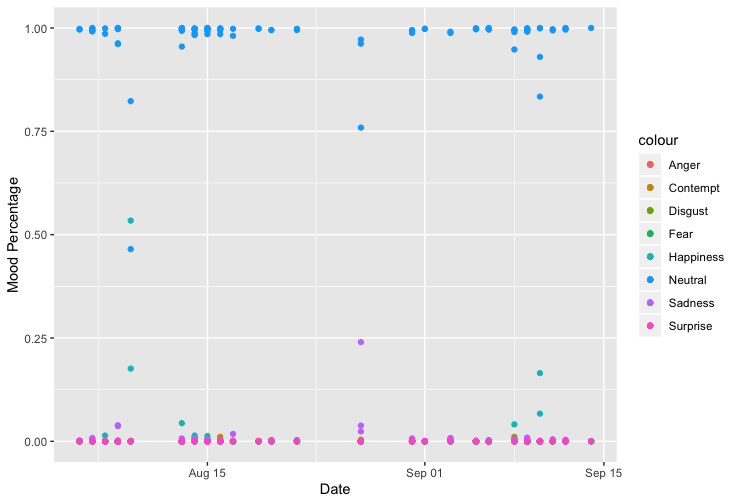 1.00
0.75
0.50
0.25
0.00
Mood Percentage
Aug 15
Sep 01
Sep 15
Date
colour
Anger
Contempt
Disgust
Fear
Happiness
Neutral
Sadness
Surprise